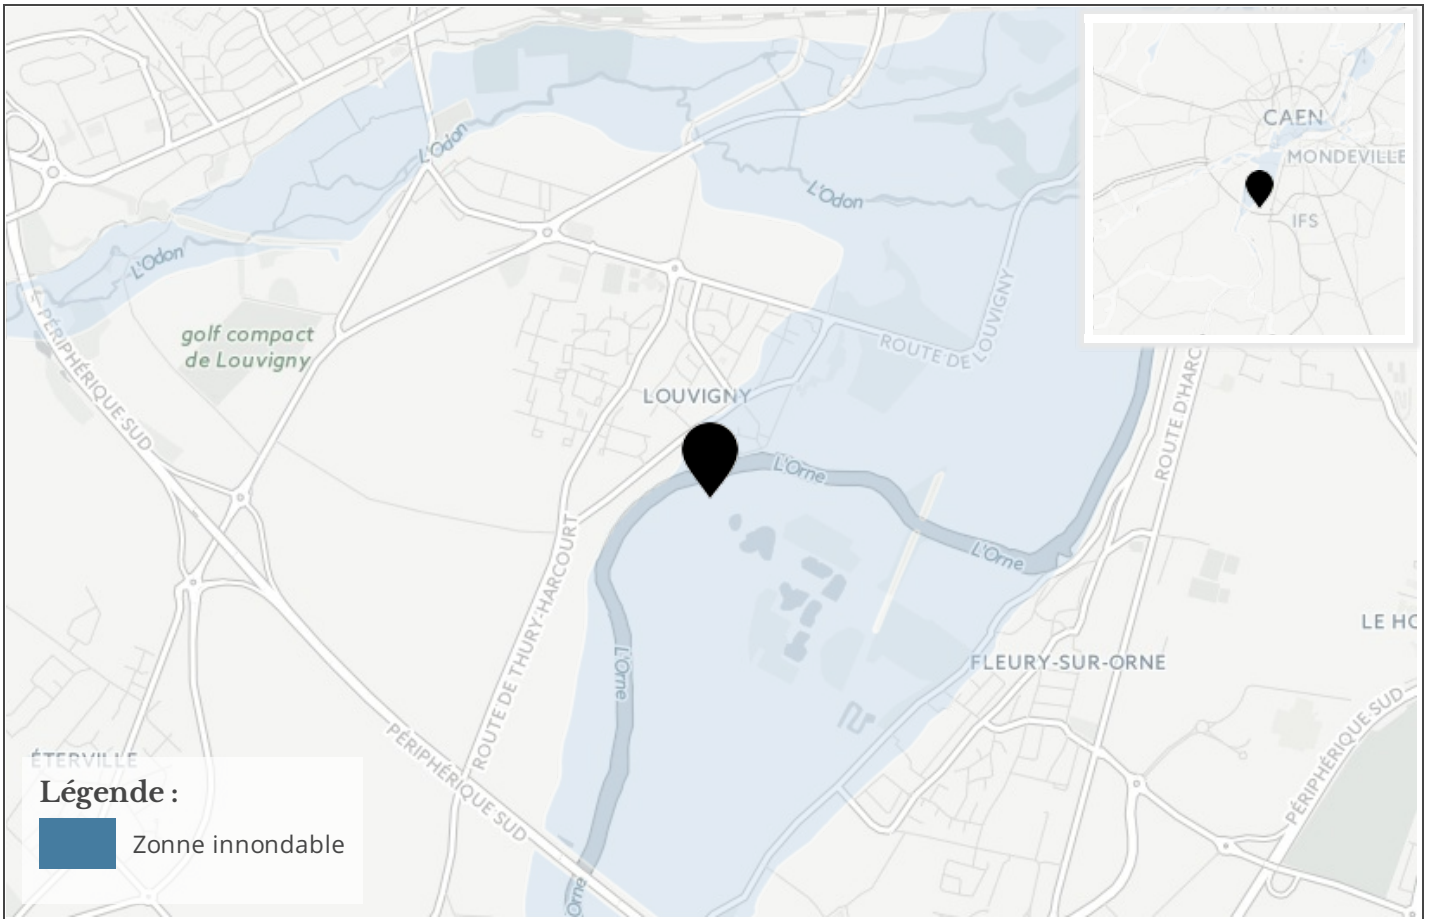 CAEN
MONDEVILLE
IFS
L'Odon
L'Odon
L'Odon
golf compact
de Louvigny
PÉRIPHÉRIQUE SUD
ROUTE DE LOUVIGNY
LOUVIGNY
ROUTE D'HARC
L'Orne
L'Orne
ROUTE DE THURY-HARCOURT
L'Orne
LE HO
FLEURY-SUR-ORNE
PÉRIPHÉRIQUE SUD
PÉRIPHÉRIQUE SUD
ÉTERVILLE
Légende :
Zonne innondable
Orne